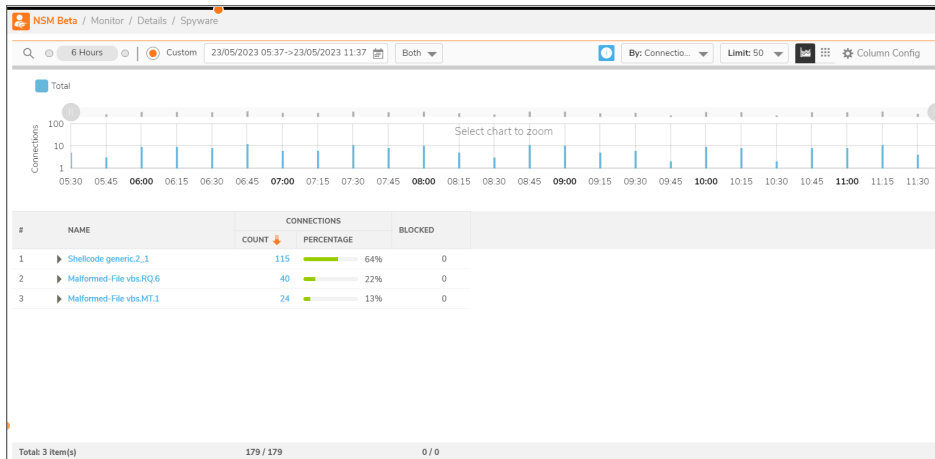 NSM Beta / Monitor / Details / Spyware
6 Hours Custom 23/05/2023 05:37->23/05/2023 11:37 Both By: Connectio... Limit: 50 Column Config
Total
Select chart to zoom
Connections
100
10
1
05:30 05:45 06:00 06:15 06:30 06:45 07:00 07:15 07:30 07:45 08:00 08:15 08:30 08:45 09:00 09:15 09:30 09:45 10:00 10:15 10:30 10:45 11:00 11:15 11:30
# NAME CONNECTIONS BLOCKED
COUNT PERCENTAGE
1 Shellcode generic.2_1 115 64% 0
2 Malformed-File vbs.RQ.6 40 22% 0
3 Malformed-File vbs.MT.1 24 13% 0
Total: 3 item(s) 179 / 179 0 / 0